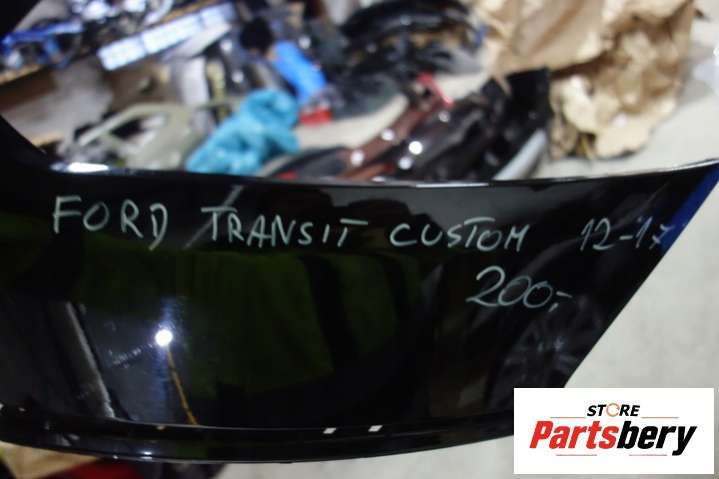 FORD TRANSIT CUSTOM 12-17
200,-
STORE
Partsbery